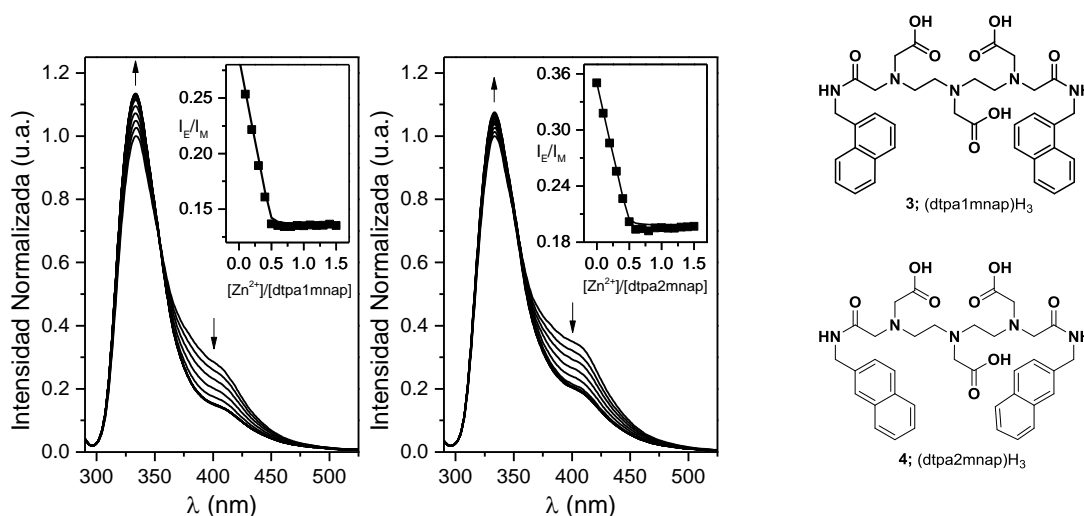 Intensidad Normalizada (u.a.)
1.2
1.0
0.8
0.6
0.4
0.2
0.0
300 350 400 450 500
λ (nm)
0.25
I_E/I_M
0.20
0.15
0.0 0.5 1.0 1.5
[Zn²⁺]/[dtpa1mnap]
Intensidad Normalizada (u.a.)
1.2
1.0
0.8
0.6
0.4
0.2
0.0
300 350 400 450 500
λ (nm)
0.36
0.30
I_E/I_M
0.24
0.18
0.0 0.5 1.0 1.5
[Zn²⁺]/[dtpa2mnap]
OH OH
O O O O
N N
NH N NH
OH
O
3; (dtpa1mnap)H₃
OH OH
O O O O
N N
NH N NH
OH
O
4; (dtpa2mnap)H₃